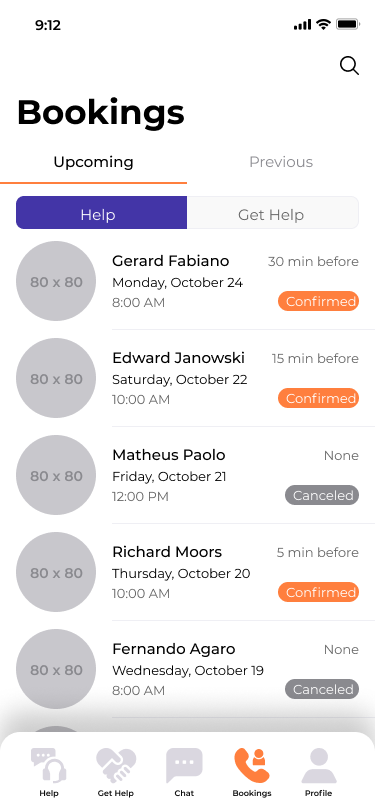 9:12
Bookings
Upcoming Previous
Help Get Help
80 x 80
Gerard Fabiano 30 min before
Monday, October 24
8:00 AM Confirmed
80 x 80
Edward Janowski 15 min before
Saturday, October 22
10:00 AM Confirmed
80 x 80
Matheus Paolo None
Friday, October 21
12:00 PM Canceled
80 x 80
Richard Moors 5 min before
Thursday, October 20
10:00 AM Confirmed
80 x 80
Fernando Agaro None
Wednesday, October 19
8:00 AM Canceled
Help Get Help Chat Bookings Profile